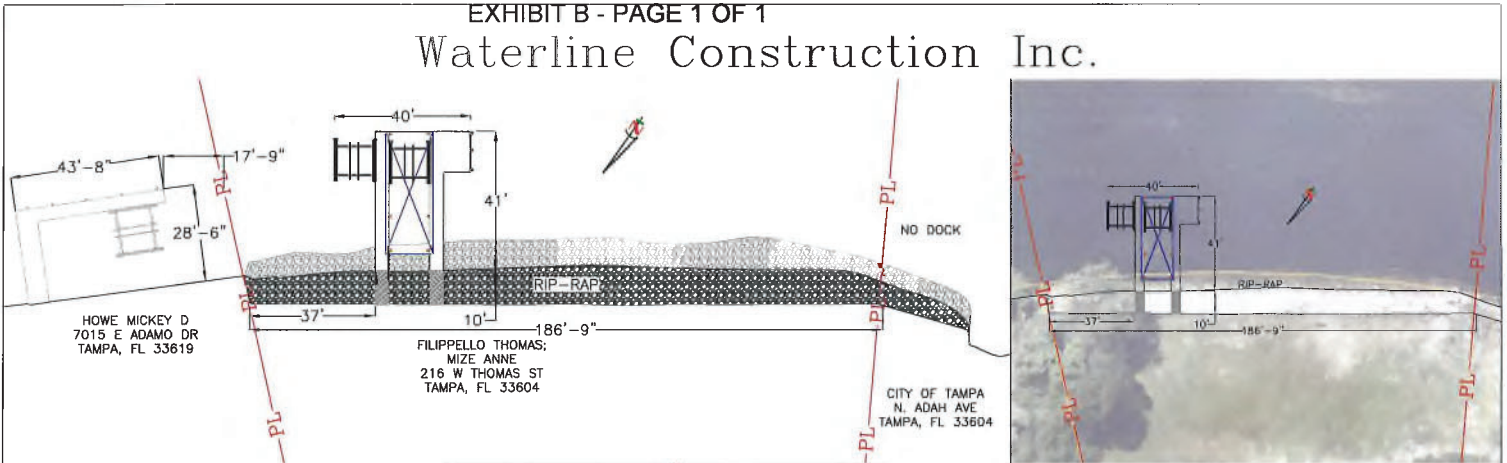 EXHIBIT B - PAGE 1 OF 1
Waterline Construction Inc.
43'-8"
17'-9"
28'-6"
40'
41'
PL
PL
NO DOCK
RIP-RAP
PL
PL
37'
10'
186'-9"
HOWE MICKEY D
7015 E ADAMO DR
TAMPA, FL 33619
FILIPPELLO THOMAS;
MIZE ANNE
216 W THOMAS ST
TAMPA, FL 33604
CITY OF TAMPA
N. ADAH AVE
TAMPA, FL 33604
PL
PL
PL
40'
41'
PL
RIP-RAP
PL
37'
10'
186'-9"
PL
PL